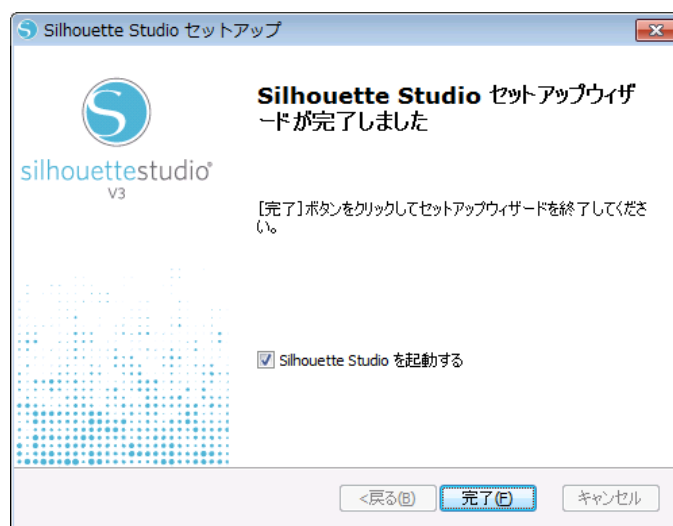 Silhouette Studio セットアップ
Silhouette Studio セットアップウィザ
ードが完了しました
silhouettestudio®
V3
[完了]ボタンをクリックしてセットアップウィザードを終了してくださ
い。
Silhouette Studio を起動する
<戻る(B)
完了(F)
キャンセル